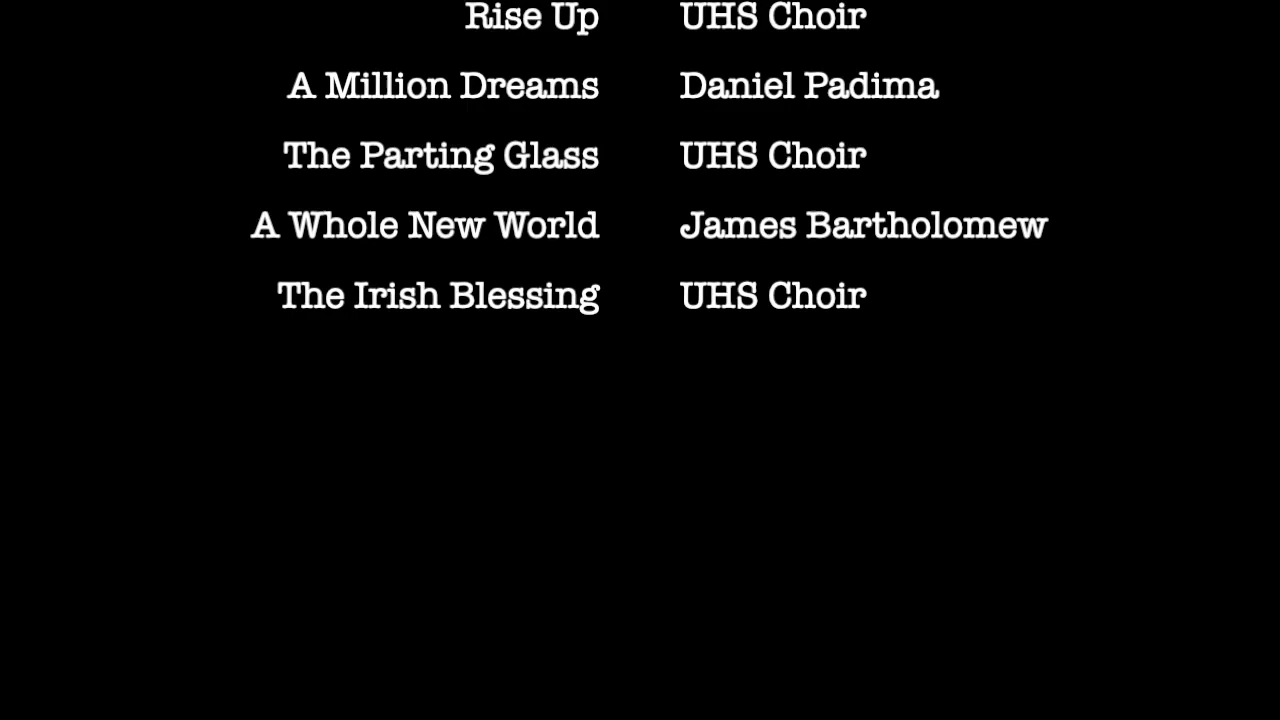 Rise Up UHS Choir
A Million Dreams Daniel Padima
The Parting Glass UHS Choir
A Whole New World James Bartholomew
The Irish Blessing UHS Choir